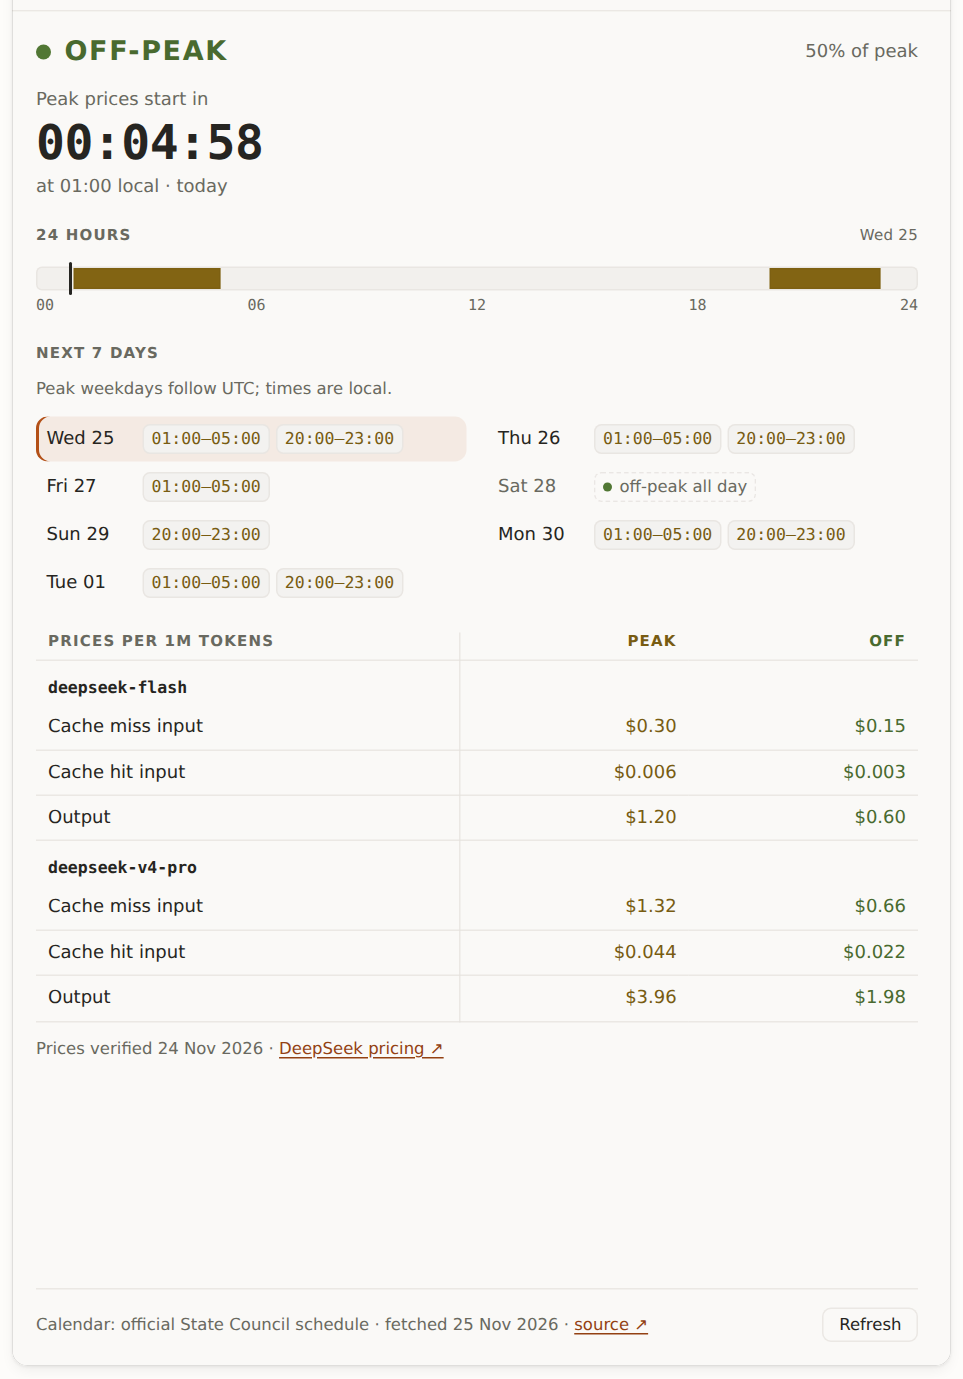 OFF-PEAK
50% of peak
Peak prices start in
00:04:58
at 01:00 local · today
24 HOURS
Wed 25
00 06 12 18 24
NEXT 7 DAYS
Peak weekdays follow UTC; times are local.
Wed 25 01:00–05:00 20:00–23:00
Thu 26 01:00–05:00 20:00–23:00
Fri 27 01:00–05:00
Sat 28 off-peak all day
Sun 29 20:00–23:00
Mon 30 01:00–05:00 20:00–23:00
Tue 01 01:00–05:00 20:00–23:00
PRICES PER 1M TOKENS PEAK OFF
deepseek-flash
Cache miss input $0.30 $0.15
Cache hit input $0.006 $0.003
Output $1.20 $0.60
deepseek-v4-pro
Cache miss input $1.32 $0.66
Cache hit input $0.044 $0.022
Output $3.96 $1.98
Prices verified 24 Nov 2026 · DeepSeek pricing ↗
Calendar: official State Council schedule · fetched 25 Nov 2026 · source ↗
Refresh